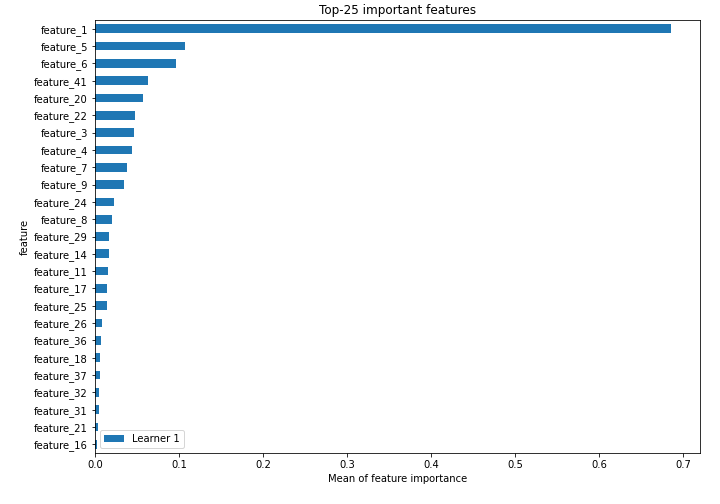 Top-25 important features
feature_1
feature_5
feature_6
feature_41
feature_20
feature_22
feature_3
feature_4
feature_7
feature_9
feature_24
feature_8
feature_29
feature_14
feature_11
feature_17
feature_25
feature_26
feature_36
feature_18
feature_37
feature_32
feature_31
feature_21
feature_16
feature
Learner 1
0.0 0.1 0.2 0.3 0.4 0.5 0.6 0.7
Mean of feature importance